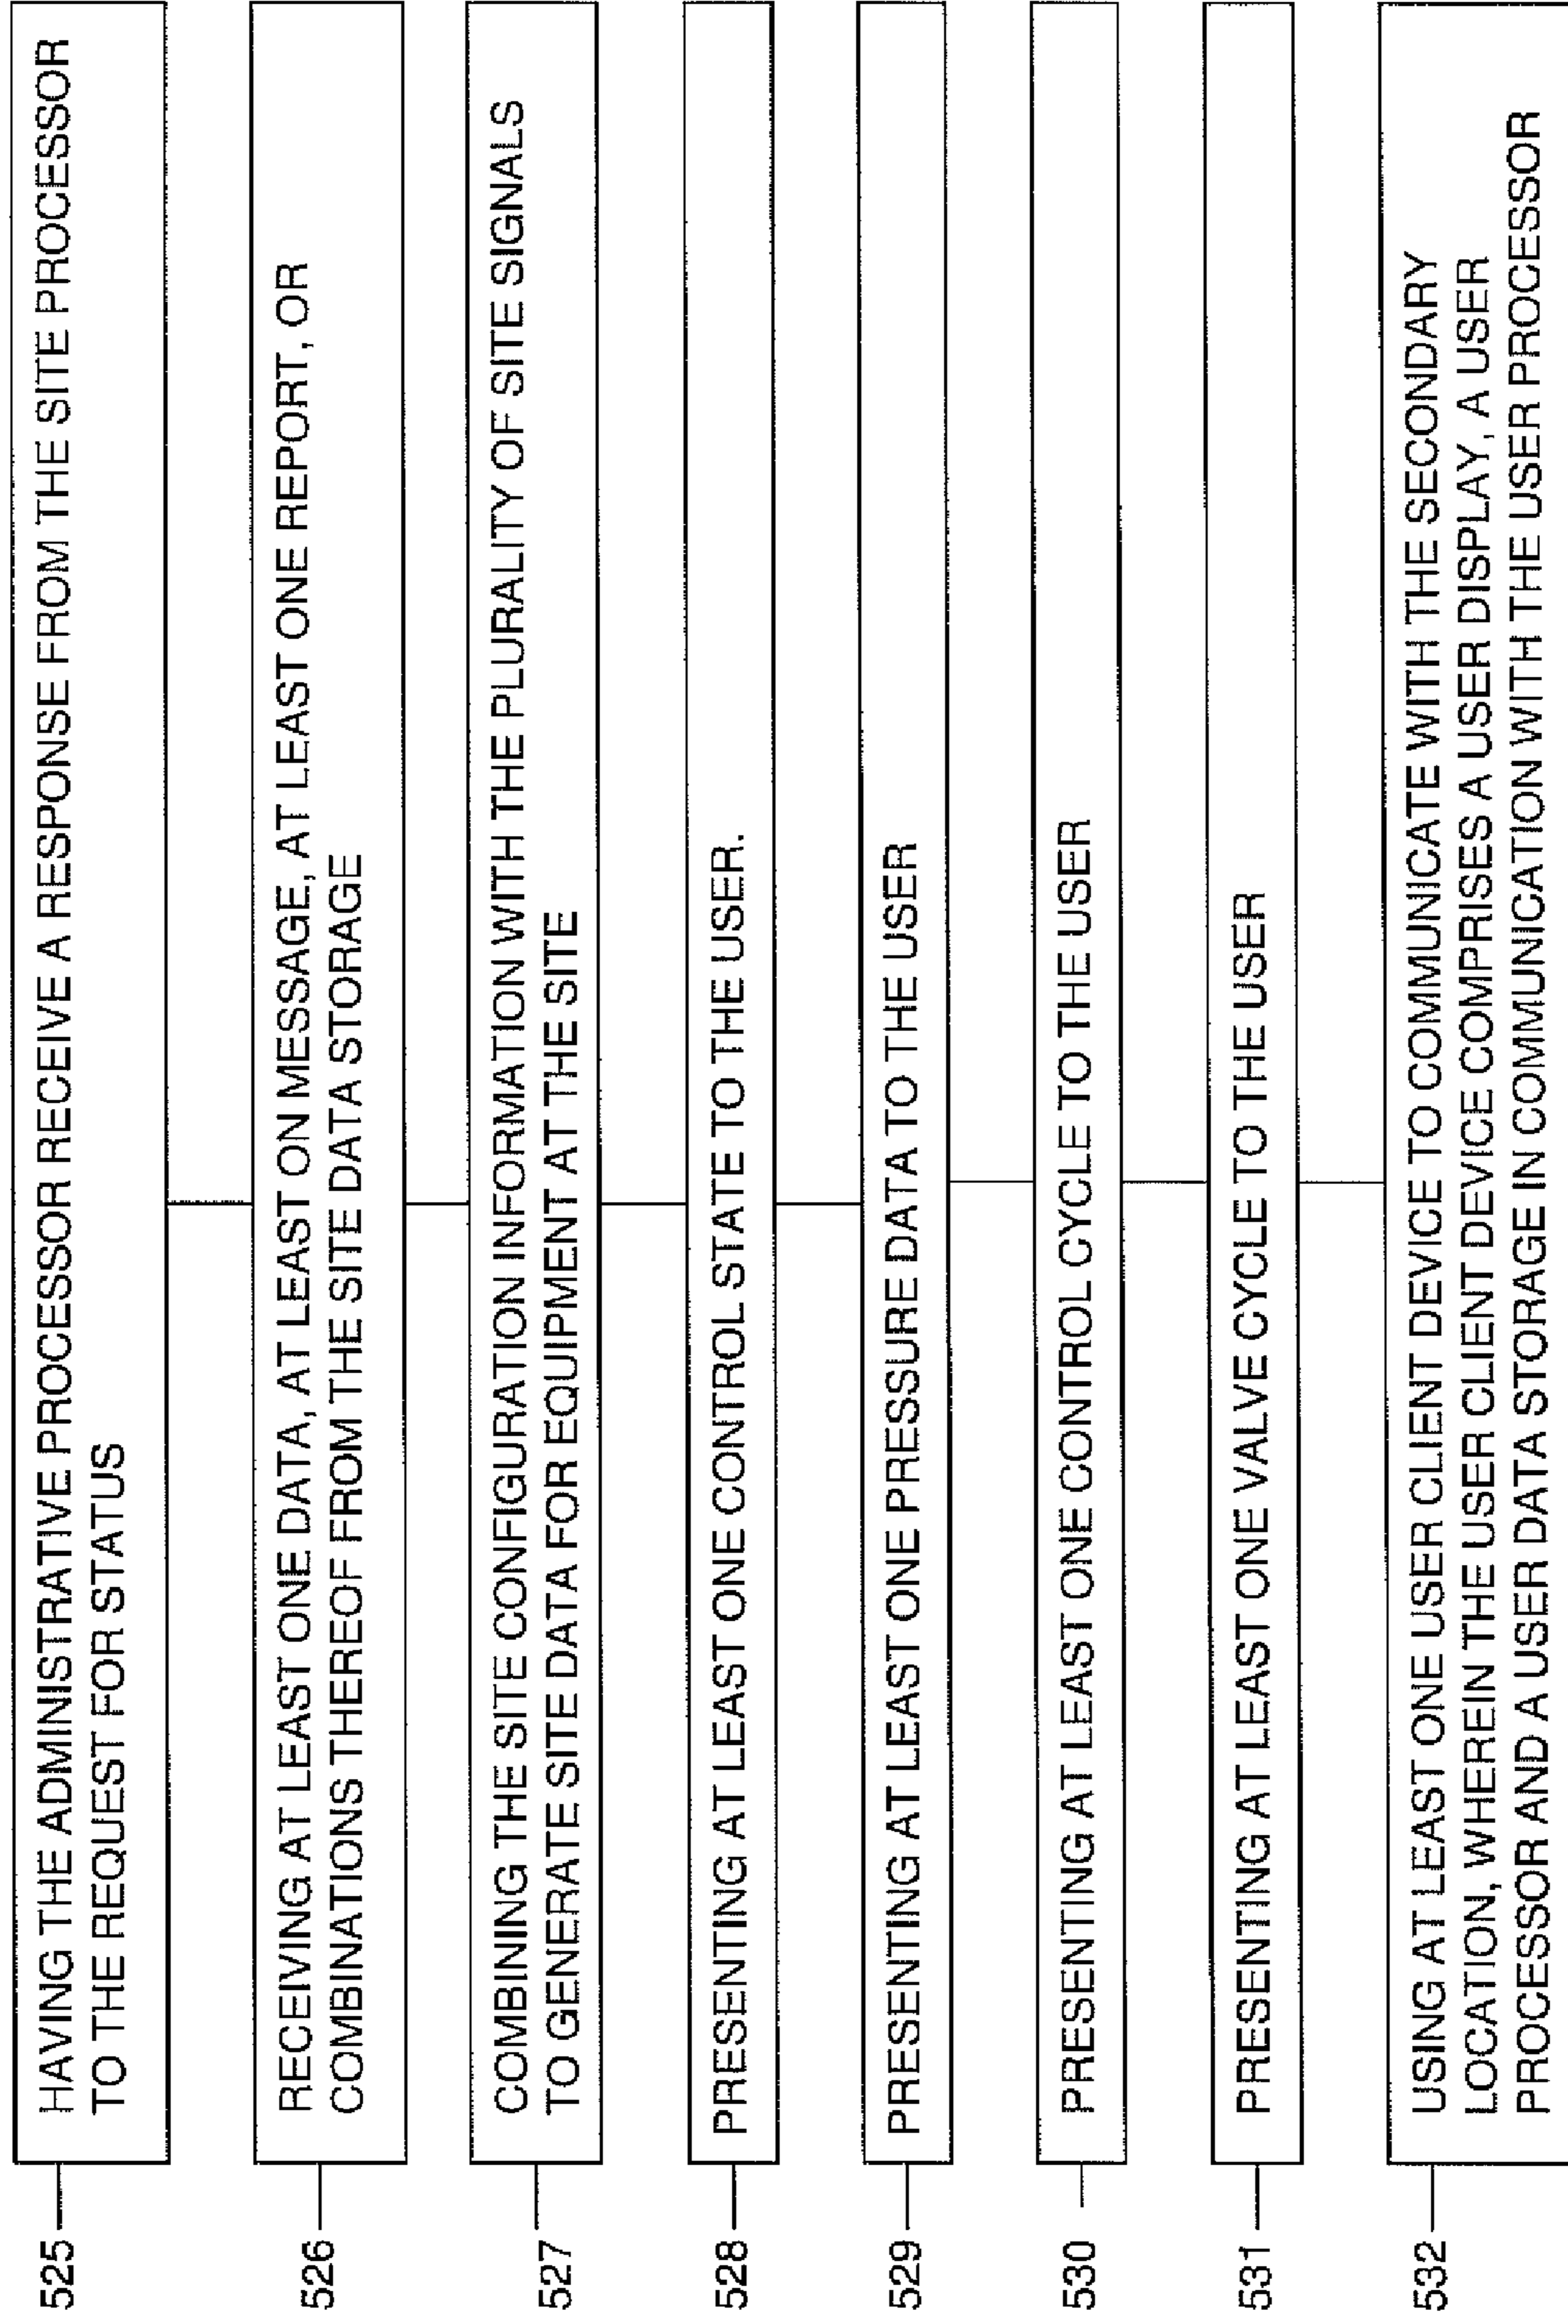 525
HAVING THE ADMINISTRATIVE PROCESSOR RECEIVE A RESPONSE FROM THE SITE PROCESSOR
TO THE REQUEST FOR STATUS
526
RECEIVING AT LEAST ONE DATA, AT LEAST ON MESSAGE, AT LEAST ONE REPORT, OR
COMBINATIONS THEREOF FROM THE SITE DATA STORAGE
527
COMBINING THE SITE CONFIGURATION INFORMATION WITH THE PLURALITY OF SITE SIGNALS
TO GENERATE SITE DATA FOR EQUIPMENT AT THE SITE
528
PRESENTING AT LEAST ONE CONTROL STATE TO THE USER.
529
PRESENTING AT LEAST ONE PRESSURE DATA TO THE USER
530
PRESENTING AT LEAST ONE CONTROL CYCLE TO THE USER
531
PRESENTING AT LEAST ONE VALVE CYCLE TO THE USER
532
USING AT LEAST ONE USER CLIENT DEVICE TO COMMUNICATE WITH THE SECONDARY
LOCATION, WHEREIN THE USER CLIENT DEVICE COMPRISES A USER DISPLAY, A USER
PROCESSOR AND A USER DATA STORAGE IN COMMUNICATION WITH THE USER PROCESSOR